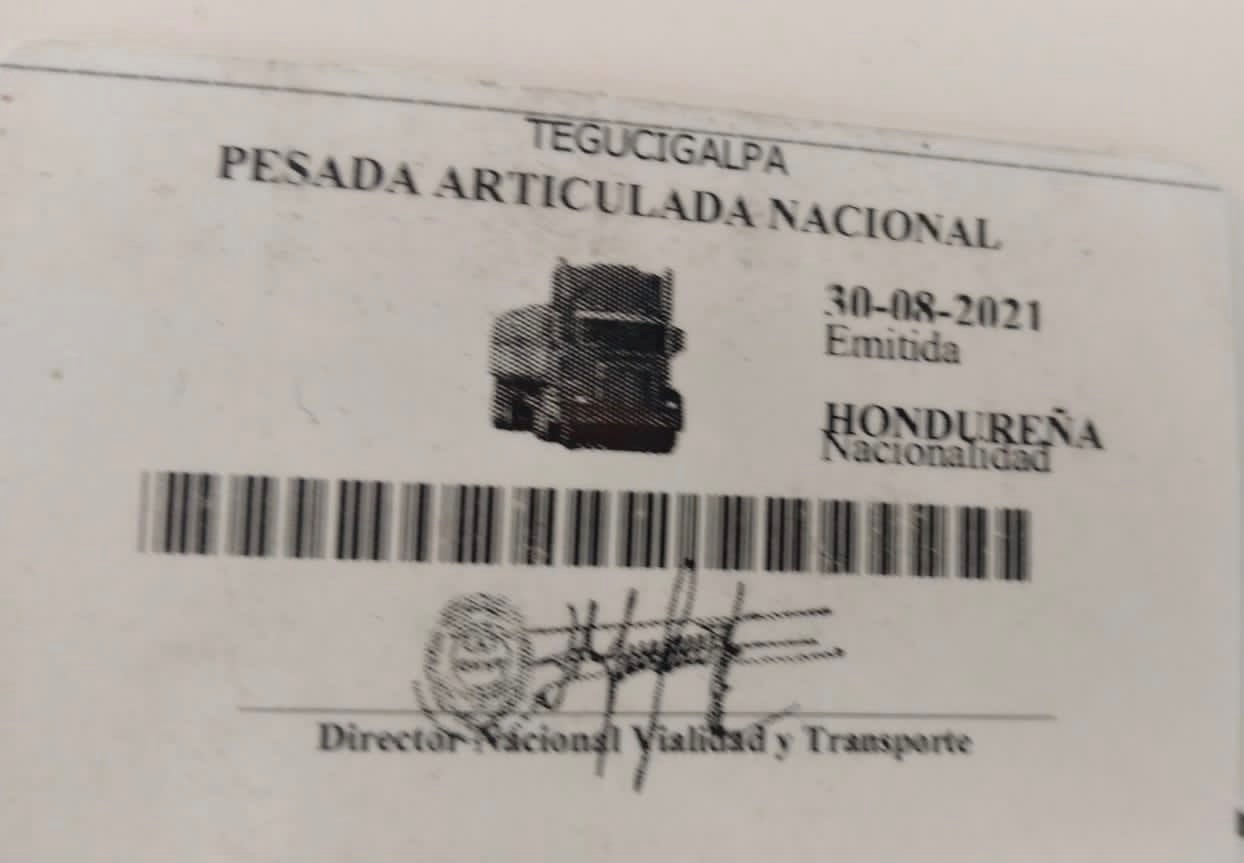 TEGUCIGALPA
PESADA ARTICULADA NACIONAL
30-08-2021
Emitida
HONDUREÑA
Nacionalidad
Director Nacional Vialidad y Transporte